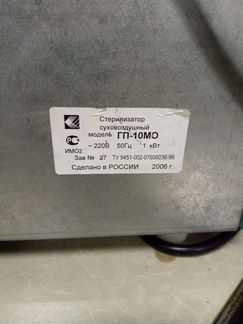 Стерилизатор
суховоздушный
модель ГП-10МО
ИМО2 ~ 220В 50Гц 1 кВт
Зав № 27 ТУ 9451-002-07606036-96
Сделано в РОССИИ 2006 г.